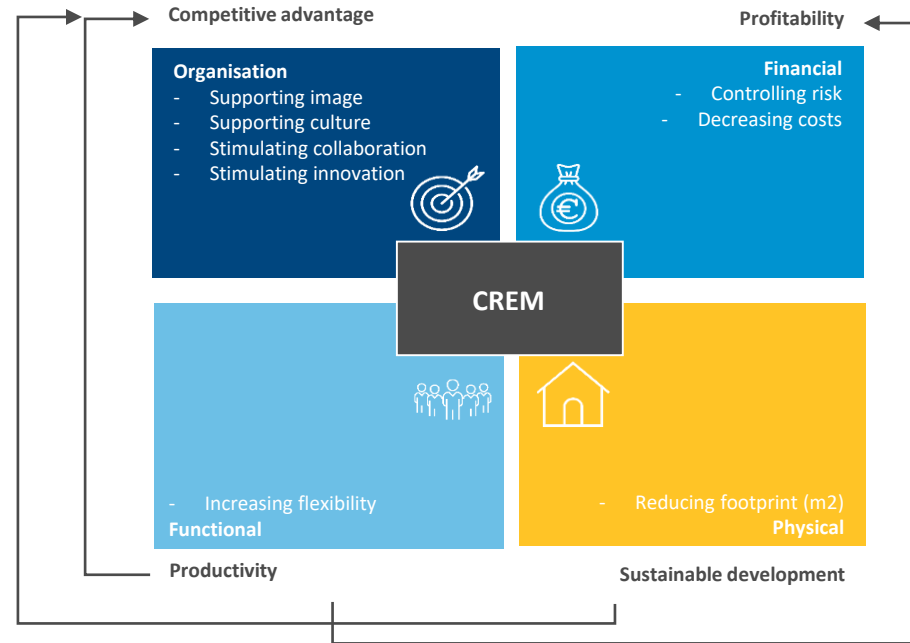 Competitive advantage
Profitability
Organisation
- Supporting image
- Supporting culture
- Stimulating collaboration
- Stimulating innovation
Financial
- Controlling risk
- Decreasing costs
€
CREM
- Increasing flexibility
Functional
- Reducing footprint (m2)
Physical
Productivity
Sustainable development